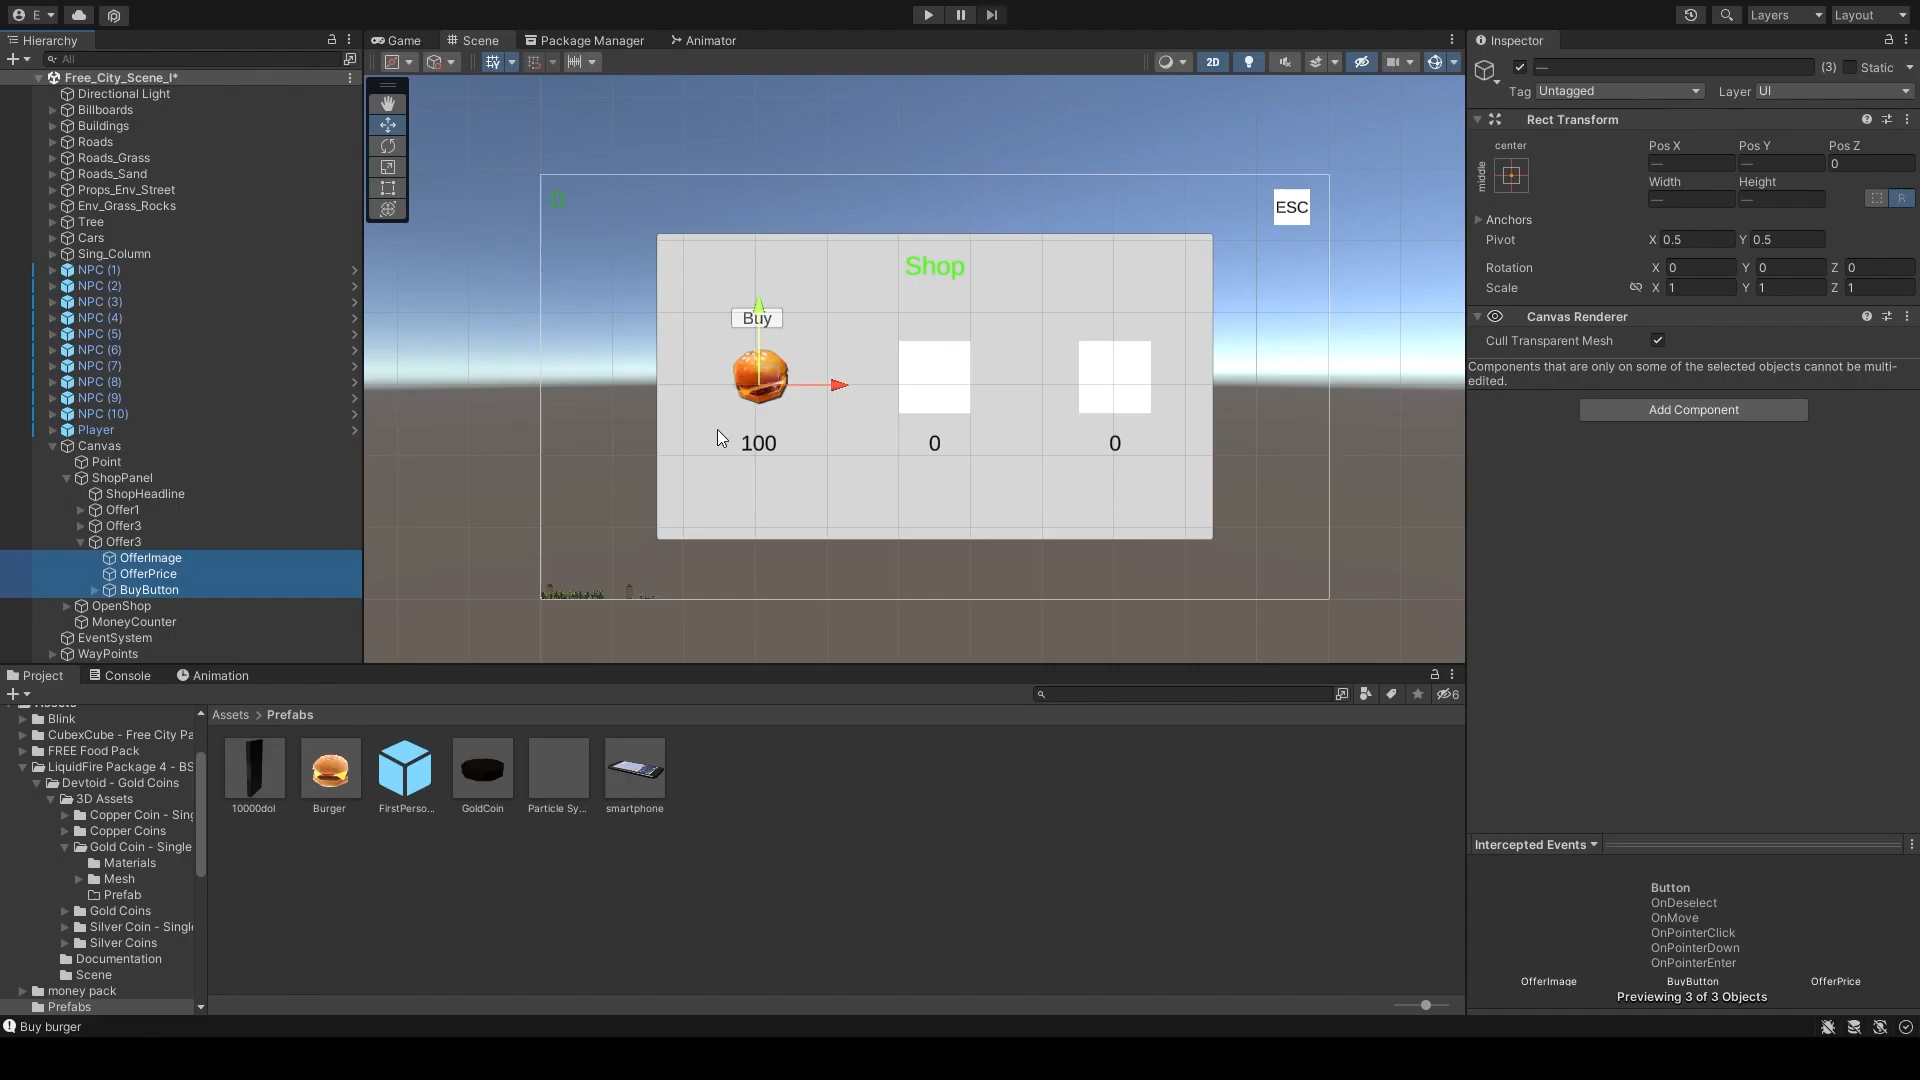 E
Layers
Layout
Hierarchy
Game
Scene
Package Manager
Animator
Inspector
All
2D
Free_City_Scene_I*
Directional Light
Billboards
Buildings
Roads
Roads_Grass
Roads_Sand
Props_Env_Street
Env_Grass_Rocks
Tree
Cars
Sing_Column
NPC (1)
NPC (2)
NPC (3)
NPC (4)
NPC (5)
NPC (6)
NPC (7)
NPC (8)
NPC (9)
NPC (10)
Player
Canvas
Point
ShopPanel
ShopHeadline
Offer1
Offer3
Offer3
OfferImage
OfferPrice
BuyButton
OpenShop
MoneyCounter
EventSystem
WayPoints
0
ESC
Shop
Buy
100
0
0
— (3) Static
Tag Untagged Layer UI
Rect Transform
center
middle
Pos X Pos Y Pos Z
— — 0
Width Height
— —
R
Anchors
Pivot X 0.5 Y 0.5
Rotation X 0 Y 0 Z 0
Scale X 1 Y 1 Z 1
Canvas Renderer
Cull Transparent Mesh
Components that are only on some of the selected objects cannot be multi-
edited.
Add Component
Intercepted Events
Button
OnDeselect
OnMove
OnPointerClick
OnPointerDown
OnPointerEnter
OfferImage BuyButton OfferPrice
Previewing 3 of 3 Objects
Project
Console
Animation
6
Blink
CubexCube - Free City Pa
FREE Food Pack
LiquidFire Package 4 - BS
Devtoid - Gold Coins
3D Assets
Copper Coin - Sing
Copper Coins
Gold Coin - Single
Materials
Mesh
Prefab
Gold Coins
Silver Coin - Singl
Silver Coins
Documentation
Scene
money pack
Prefabs
Assets > Prefabs
10000dol
Burger
FirstPerso...
GoldCoin
Particle Sy...
smartphone
Buy burger